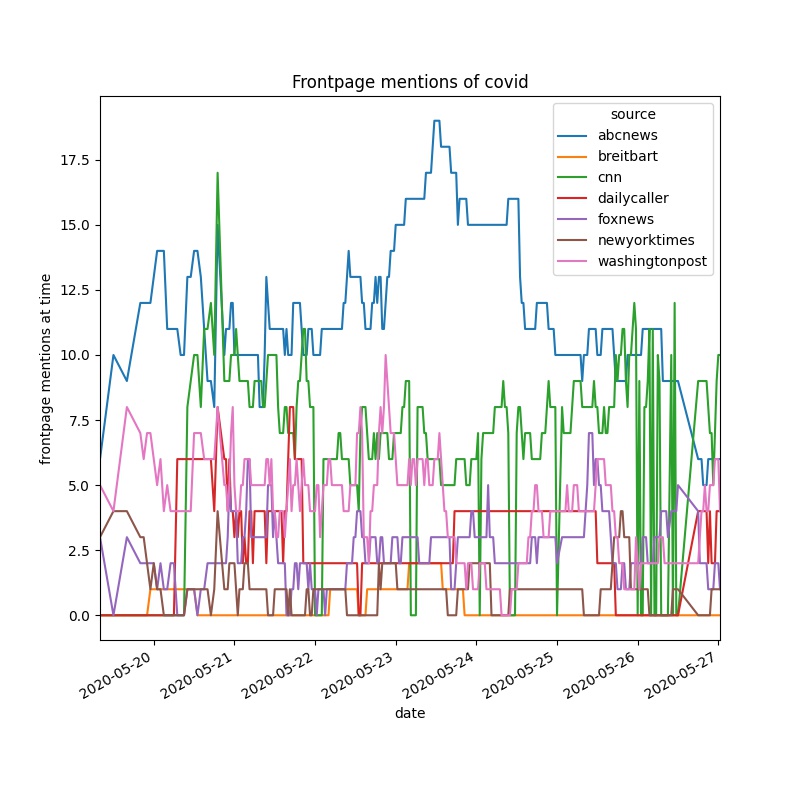 Frontpage mentions of covid
source
abcnews
breitbart
cnn
dailycaller
foxnews
newyorktimes
washingtonpost
frontpage mentions at time
17.5
15.0
12.5
10.0
7.5
5.0
2.5
0.0
2020-05-20
2020-05-21
2020-05-22
2020-05-23
2020-05-24
2020-05-25
2020-05-26
2020-05-27
date